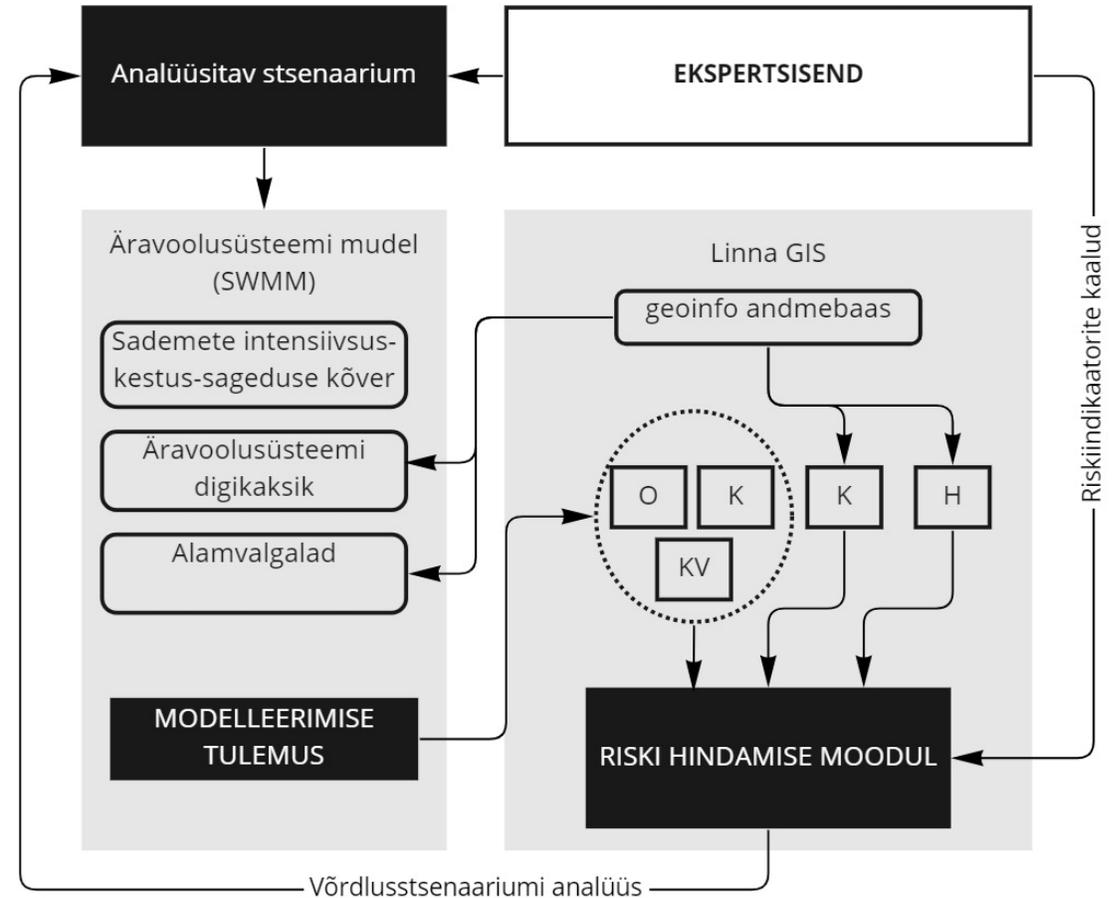 Analüüsitav stsenaarium
EKSPERTSISEND
Äravoolusüsteemi mudel
(SWMM)
Sademete intensiivsus-
kestus-sageduse kõver
Äravoolusüsteemi
digikaksik
Alamvalgalad
MODELLEERIMISE
TULEMUS
Linna GIS
geoinfo andmebaas
O
K
KV
K
H
RISKI HINDAMISE MOODUL
Riskiindikaatorite kaalud
Võrdlusstsenaariumi analüüs